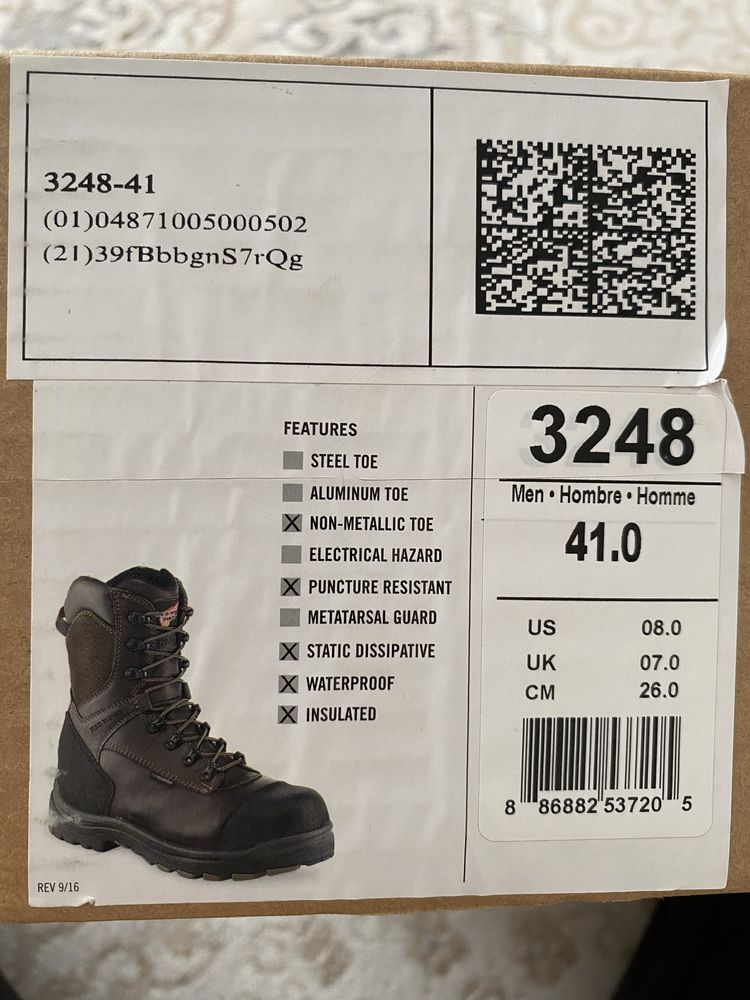 3248-41
(01)04871005000502
(21)39fBbbgnS7rQg
FEATURES
STEEL TOE
ALUMINUM TOE
X NON-METALLIC TOE
ELECTRICAL HAZARD
X PUNCTURE RESISTANT
METATARSAL GUARD
X STATIC DISSIPATIVE
X WATERPROOF
X INSULATED
REV 9/16
3248
Men • Hombre • Homme
41.0
US 08.0
UK 07.0
CM 26.0
8 86882 53720 5